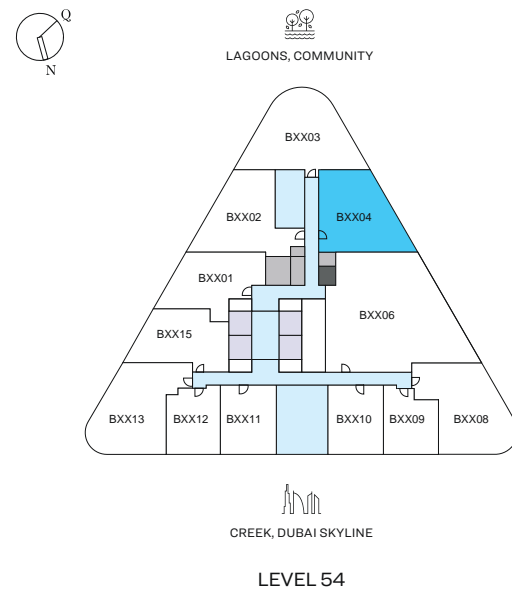 Q
N
LAGOONS, COMMUNITY
BXX03
BXX02
BXX04
BXX01
BXX06
BXX15
BXX13
BXX12
BXX11
BXX10
BXX09
BXX08
CREEK, DUBAI SKYLINE
LEVEL 54